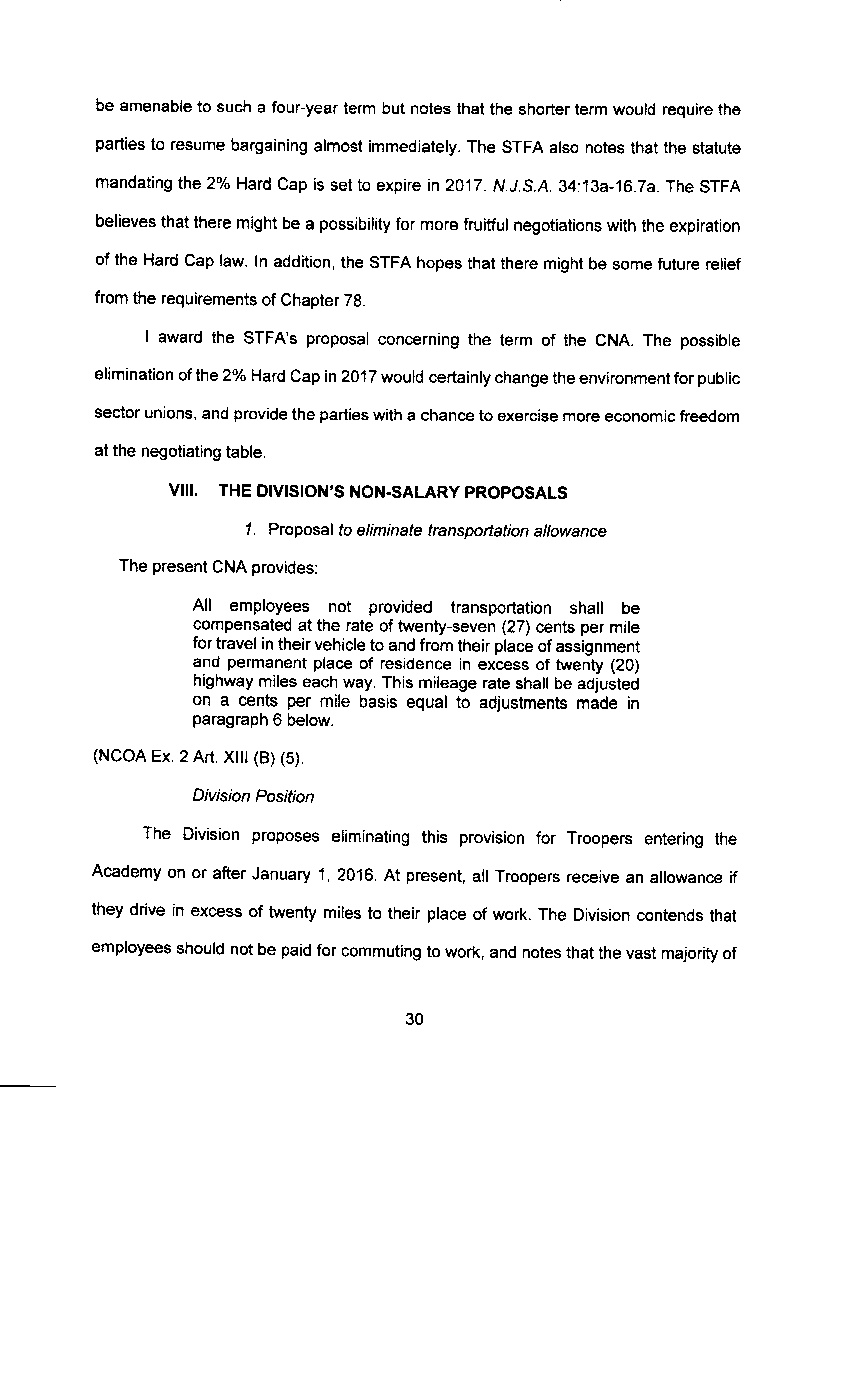 be amenable to such a four-year term but notes that the shorter term would require the
parties to resume bargaining almost immediately. The STFA also notes that the statute
mandating the 2% Hard Cap is set to expire in 2017. N.J.S.A. 34:13a-16.7a. The STFA
believes that there might be a possibility for more fruitful negotiations with the expiration
of the Hard Cap law. In addition, the STFA hopes that there might be some future relief
from the requirements of Chapter 78.
I award the STFA's proposal concerning the term of the CNA. The possible
elimination of the 2% Hard Cap in 2017 would certainly change the environment for public
sector unions, and provide the parties with a chance to exercise more economic freedom
at the negotiating table.
VIII. THE DIVISION'S NON-SALARY PROPOSALS
1. Proposal to eliminate transportation allowance
The present CNA provides:
All employees not provided transportation shall be
compensated at the rate of twenty-seven (27) cents per mile
for travel in their vehicle to and from their place of assignment
and permanent place of residence in excess of twenty (20)
highway miles each way. This mileage rate shall be adjusted
on a cents per mile basis equal to adjustments made in
paragraph 6 below.
(NCOA Ex. 2 Art. XIII (B) (5).
Division Position
The Division proposes eliminating this provision for Troopers entering the
Academy on or after January 1, 2016. At present, all Troopers receive an allowance if
they drive in excess of twenty miles to their place of work. The Division contends that
employees should not be paid for commuting to work, and notes that the vast majority of
30